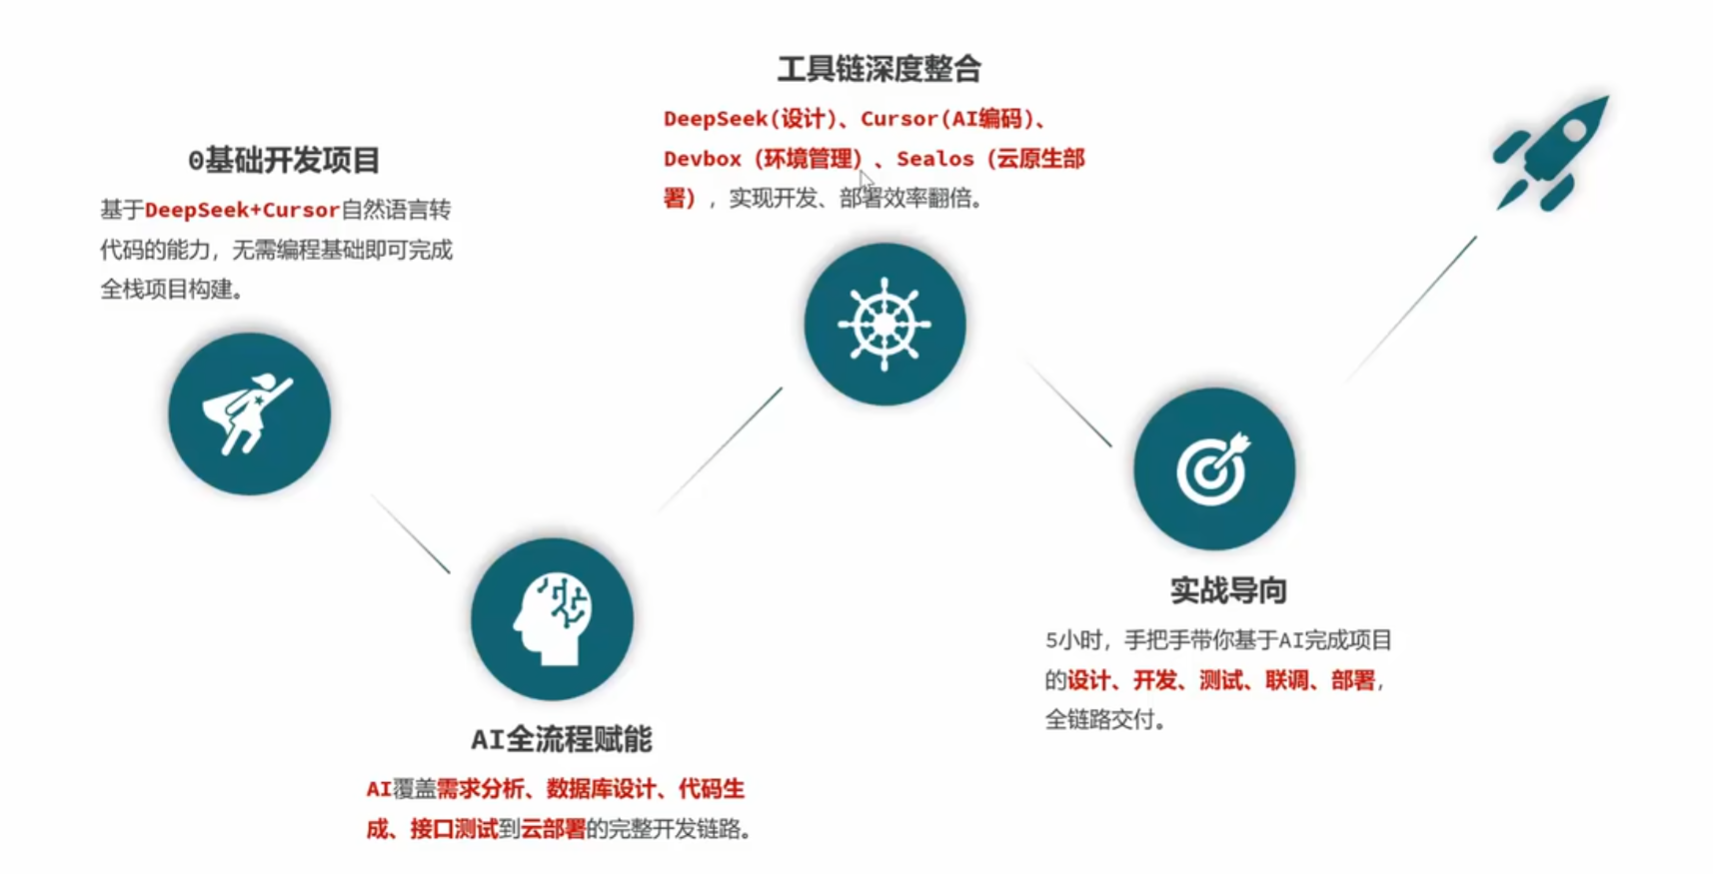 0基础开发项目
基于DeepSeek+Cursor自然语言转
代码的能力，无需编程基础即可完成
全栈项目构建。
AI全流程赋能
AI覆盖需求分析、数据库设计、代码生
成、接口测试到云部署的完整开发链路。
工具链深度整合
DeepSeek(设计)、Cursor(AI编码)、
Devbox（环境管理）、Sealos（云原生部
署），实现开发、部署效率翻倍。
实战导向
5小时，手把手带你基于AI完成项目
的设计、开发、测试、联调、部署，
全链路交付。